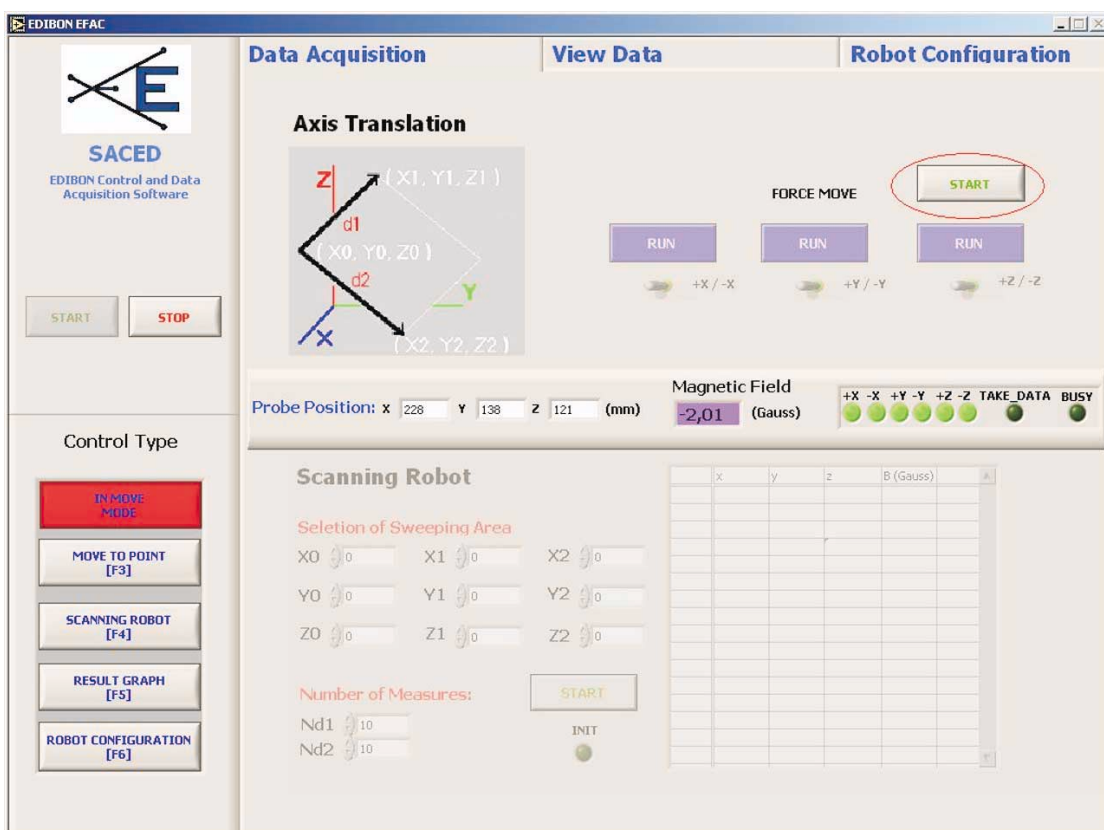 EDIBON EFAC
E
SACED
EDIBON Control and Data
Acquisition Software
START STOP
Control Type
IN MOVE
MODE
MOVE TO POINT
[F3]
SCANNING ROBOT
[F4]
RESULT GRAPH
[F5]
ROBOT CONFIGURATION
[F6]
Data Acquisition View Data Robot Configuration
Axis Translation
Z (X1, Y1, Z1)
d1
(X0, Y0, Z0)
d2
Y
X
(X2, Y2, Z2)
FORCE MOVE START
RUN RUN RUN
+X / -X +Y / -Y +Z / -Z
Probe Position: X 228 Y 138 Z 121 (mm)
Magnetic Field
-2,01 (Gauss)
+X -X +Y -Y +Z -Z TAKE_DATA BUSY
Scanning Robot
Seletion of Sweeping Area
X0 0 X1 0 X2 0
Y0 0 Y1 0 Y2 0
Z0 0 Z1 0 Z2 0
Number of Measures:
Nd1 10
Nd2 10
START
INIT
x y z B (Gauss)